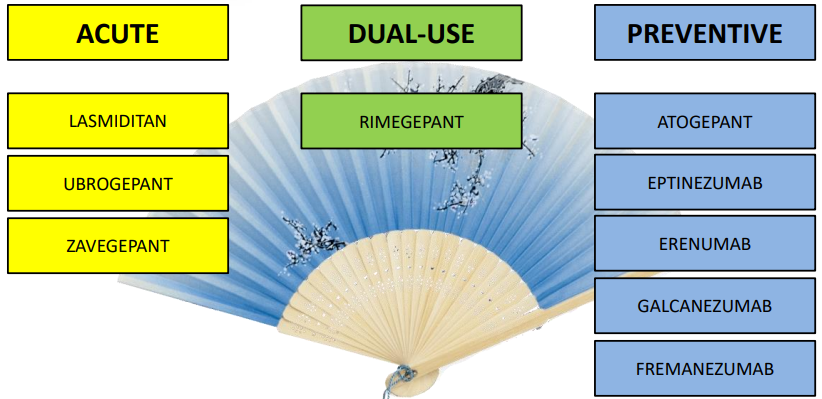 ACUTE
DUAL-USE
PREVENTIVE
LASMIDITAN
RIMEGEPANT
ATOGEPANT
UBROGEPANT
EPTINEZUMAB
ZAVEGEPANT
ERENUMAB
GALCANEZUMAB
FREMANEZUMAB